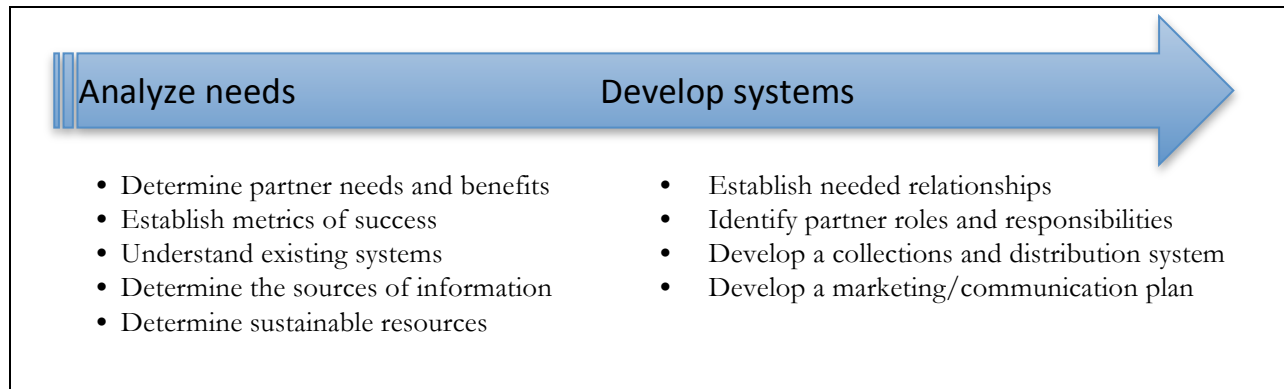 Analyze needs
Develop systems
• Determine partner needs and benefits
• Establish metrics of success
• Understand existing systems
• Determine the sources of information
• Determine sustainable resources
• Establish needed relationships
• Identify partner roles and responsibilities
• Develop a collections and distribution system
• Develop a marketing/communication plan